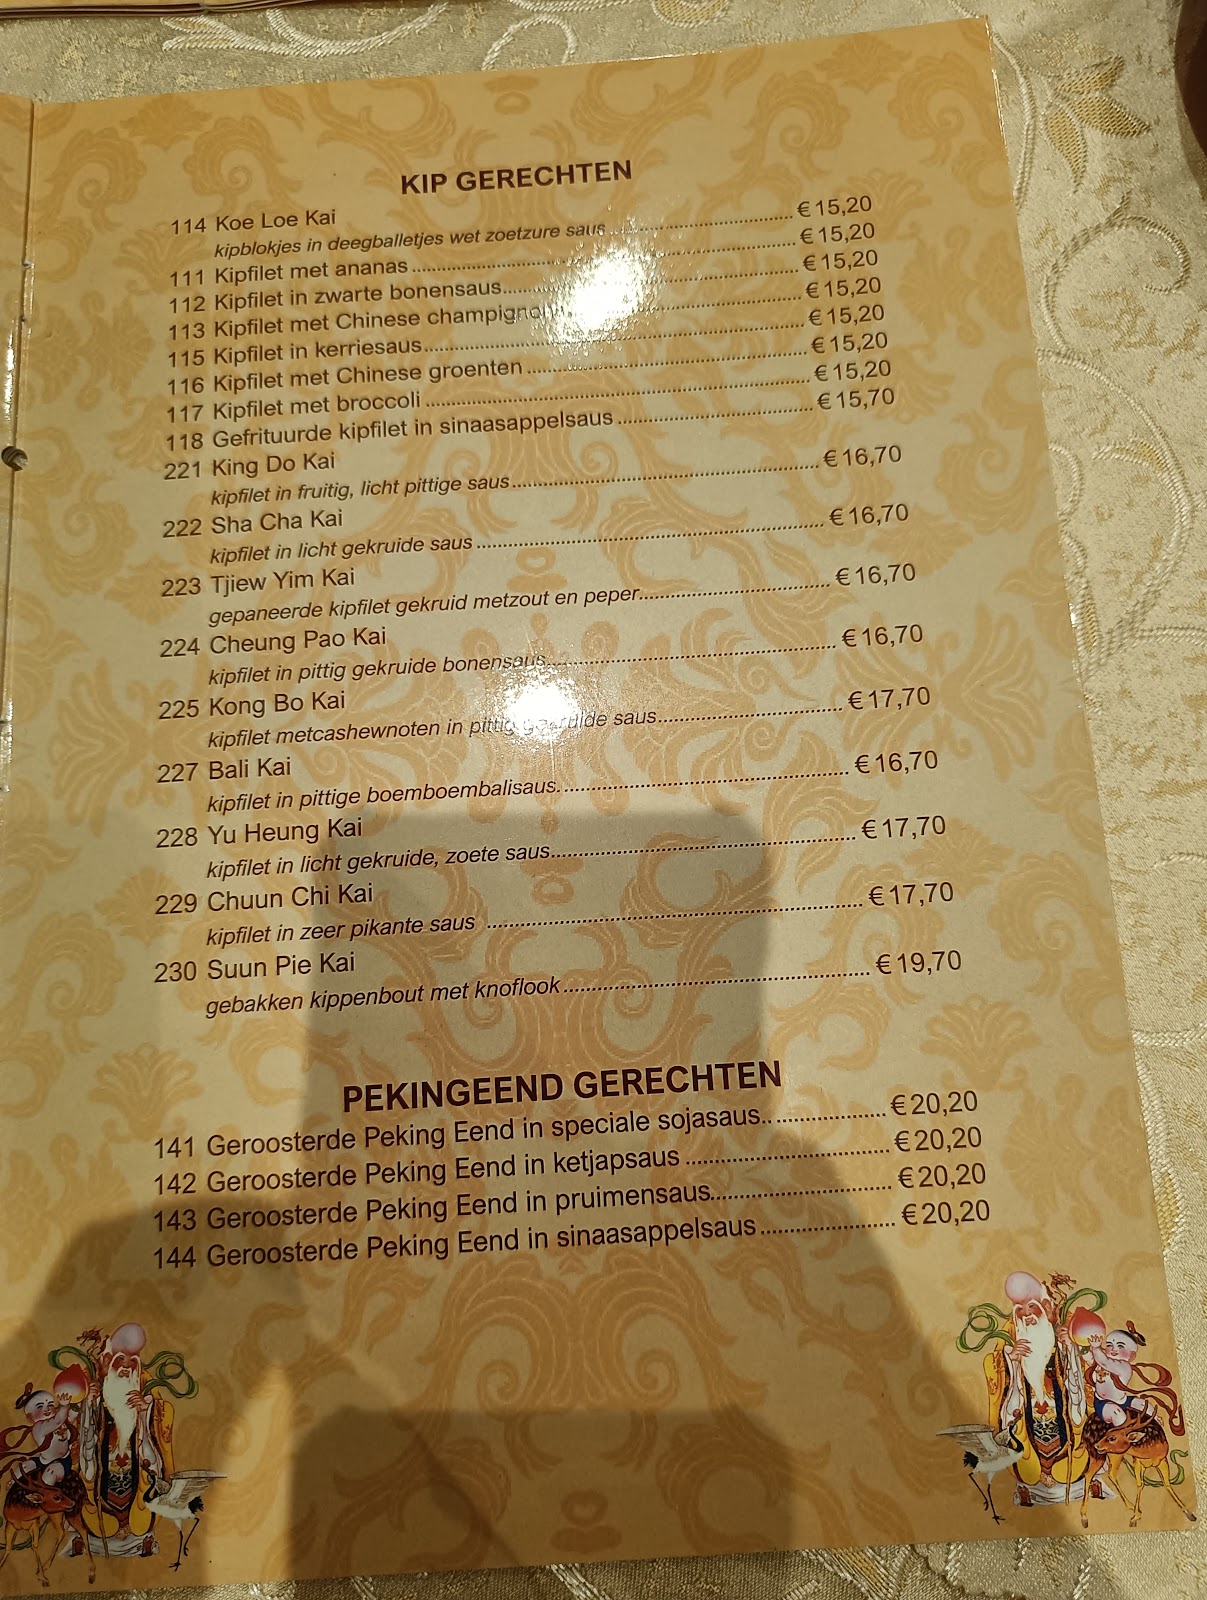 KIP GERECHTEN
114 Koe Loe Kai
kipblokjes in deegballetjes wet zoetzure saus € 15,20
111 Kipfilet met ananas € 15,20
112 Kipfilet in zwarte bonensaus € 15,20
113 Kipfilet met Chinese € 15,20
115 Kipfilet in kerriesaus € 15,20
116 Kipfilet met Chinese groenten € 15,20
117 Kipfilet met broccoli € 15,20
118 Gefrituurde kipfilet in sinaasappelsaus € 15,70
221 King Do Kai
kipfilet in fruitig, licht pittige saus € 16,70
222 Sha Cha Kai
kipfilet in licht gekruide saus € 16,70
223 Tjiew Yim Kai
gepaneerde kipfilet gekruid metzout en peper € 16,70
224 Cheung Pao Kai
kipfilet in pittig gekruide bonensaus € 16,70
225 Kong Bo Kai
kipfilet metcashewnoten in pittig gekruide saus € 17,70
227 Bali Kai
kipfilet in pittige boemboembalisaus € 16,70
228 Yu Heung Kai
kipfilet in licht gekruide, zoete saus € 17,70
229 Chuun Chi Kai
kipfilet in zeer pikante saus € 17,70
230 Suun Pie Kai
gebakken kippenbout met knoflook € 19,70
PEKINGEEND GERECHTEN
141 Geroosterde Peking Eend in speciale sojasaus € 20,20
142 Geroosterde Peking Eend in ketjapsaus € 20,20
143 Geroosterde Peking Eend in pruimensaus € 20,20
144 Geroosterde Peking Eend in sinaasappelsaus € 20,20